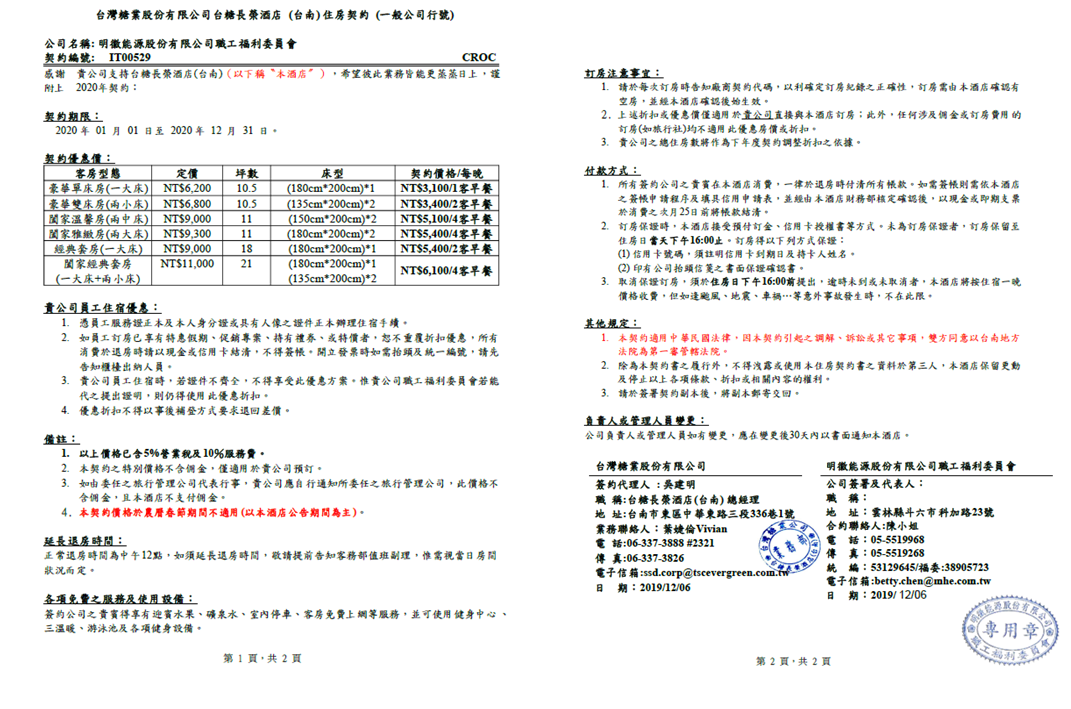 台灣糖業股份有限公司台糖長榮酒店 (台南)住房契約 (一般公司行號)
公司名稱: 明徽能源股份有限公司職工福利委員會
契約編號: IT00529 CROC
感謝 貴公司支持台糖長榮酒店(台南)(以下稱〝本酒店〞),希望彼此業務皆能更蒸蒸日上,謹
附上 2020年契約:
契約期限:
2020 年 01 月 01 日至 2020 年 12 月 31 日。
契約優惠價:
客房型態 定價 坪數 床型 契約價格/每晚
豪華單床房(一大床) NT$6,200 10.5 (180cm*200cm)*1 NT$3,100/1客早餐
豪華雙床房(兩小床) NT$6,800 10.5 (135cm*200cm)*2 NT$3,400/2客早餐
闔家溫馨房(兩中床) NT$9,000 11 (150cm*200cm)*2 NT$5,100/4客早餐
闔家雅緻房(兩大床) NT$9,300 11 (180cm*200cm)*2 NT$5,400/4客早餐
經典套房(一大床) NT$9,000 18 (180cm*200cm)*1 NT$5,400/2客早餐
闔家經典套房 NT$11,000 21 (180cm*200cm)*1 NT$6,100/4客早餐
(一大床+兩小床) (135cm*200cm)*2
貴公司員工住宿優惠:
1. 憑員工服務證正本及本人身分證或具有人像之證件正本辦理住宿手續。
2. 如員工訂房已享有特惠假期、促銷專案、持有禮券、或特價者,恕不重覆折扣優惠,所有
消費於退房時請以現金或信用卡結清,不得簽帳。開立發票時如需抬頭及統一編號,請先
告知櫃檯出納人員。
3. 貴公司員工住宿時,若證件不齊全,不得享受此優惠方案。惟貴公司職工福利委員會若能
代之提出證明,則仍得使用此優惠折扣。
4. 優惠折扣不得以事後補登方式要求退回差價。
備註:
1. 以上價格已含5%營業稅及10%服務費。
2. 本契約之特別價格不含佣金,僅適用於貴公司預訂。
3. 如由委任之旅行管理公司代表行事,貴公司應自行通知所委任之旅行管理公司,此價格不
含佣金,且本酒店不支付佣金。
4. 本契約價格於農曆春節期間不適用(以本酒店公告期間為主)。
延長退房時間:
正常退房時間為中午12點,如須延長退房時間,敬請提前告知客務部值班副理,惟需視當日房間
狀況而定。
各項免費之服務及使用設備:
簽約公司之貴賓得享有迎賓水果、礦泉水、室內停車、客房免費上網等服務,並可使用健身中心、
三溫暖、游泳池及各項健身設備。
第 1 頁,共 2 頁
訂房注意事宜:
1. 請於每次訂房時告知廠商契約代碼,以利確定訂房紀錄之正確性,訂房需由本酒店確認有
空房,並經本酒店確認後始生效。
2. 上述折扣或優惠價僅適用於貴公司直接與本酒店訂房;此外,任何涉及佣金或訂房費用的
訂房(如旅行社)均不適用此優惠房價或折扣。
3. 貴公司之總住房數將作為下年度契約調整折扣之依據。
付款方式:
1. 所有簽約公司之貴賓在本酒店消費,一律於退房時付清所有帳款。如需簽帳則需依本酒店
之簽帳申請程序及填具信用申請表,並經由本酒店財務部核定確認後,以現金或即期支票
於消費之次月25日前將帳款結清。
2. 訂房保證時,本酒店接受預付訂金、信用卡授權書等方式。未為訂房保證者,訂房保留至
住房日當天下午16:00止。訂房得以下列方式保證:
(1) 信用卡號碼,須註明信用卡到期日及持卡人姓名。
(2) 印有公司抬頭信箋之書面保證確認書。
3. 取消保證訂房,須於住房日下午16:00前提出,逾時未到或未取消者,本酒店將按住宿一晚
價格收費,但如逢颱風、地震、車禍…等意外事故發生時,不在此限。
其他規定:
1. 本契約適用中華民國法律,因本契約引起之調解、訴訟或其它事項,雙方同意以台南地方
法院為第一審管轄法院。
2. 除為本契約書之履行外,不得洩露或使用本住房契約書之資料於第三人,本酒店保留更動
及停止以上各項條款、折扣或相關內容的權利。
3. 請於簽署契約副本後,將副本郵寄交回。
負責人或管理人員變更:
公司負責人或管理人員如有變更,應在變更後30天內以書面通知本酒店。
台灣糖業股份有限公司
簽約代理人 :吳建明
職 稱:台糖長榮酒店(台南) 總經理
地 址:台南市東區中華東路三段336巷1號
業務聯絡人:葉婕倫Vivian
電 話:06-337-3888 #2321
傳 真:06-337-3826
電子信箱:ssd.corp@tscevergreen.com.tw
日 期:2019/12/06
明徽能源股份有限公司職工福利委員會
公司簽署及代表人:
職 稱:
地 址:雲林縣斗六市科加路23號
合約聯絡人:陳小姐
電 話:05-5519968
傳 真:05-5519268
統 編:53129645/福委:38905723
電子信箱:betty.chen@mhe.com.tw
日 期:2019/ 12/06
明徽能源股份有限公司
專用章
職工福利委員會
第 2 頁,共 2 頁